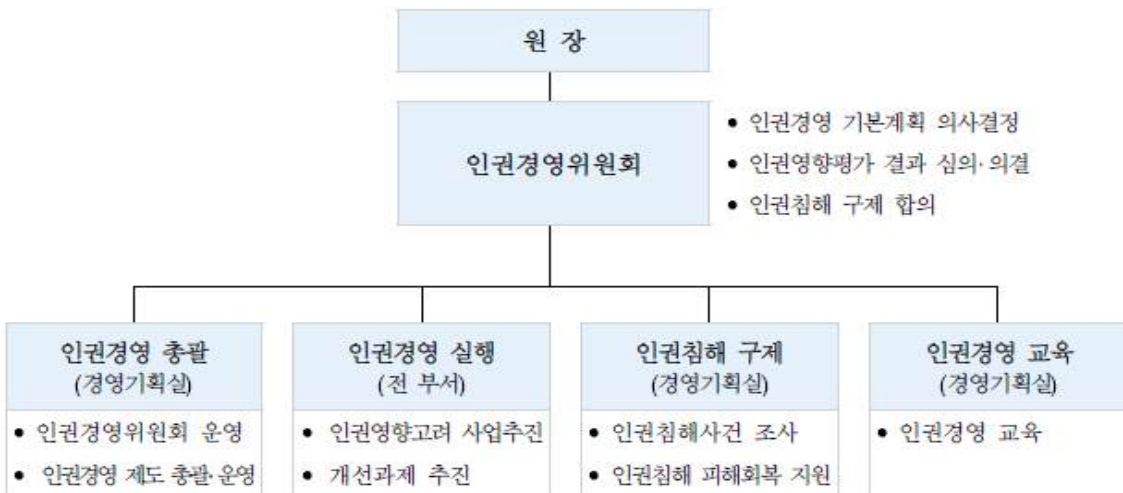 원 장
인권경영위원회
• 인권경영 기본계획 의사결정
• 인권영향평가 결과 심의·의결
• 인권침해 구제 합의
인권경영 총괄
(경영기획실)
• 인권경영위원회 운영
• 인권경영 제도 총괄·운영
인권경영 실행
(전 부서)
• 인권영향고려 사업추진
• 개선과제 추진
인권침해 구제
(경영기획실)
• 인권침해사건 조사
• 인권침해 피해회복 지원
인권경영 교육
(경영기획실)
• 인권경영 교육